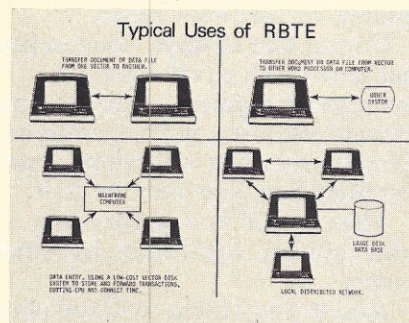 Typical Uses of RBTE
TRANSFER DOCUMENT OR DATA FILE
FROM ONE VECTOR TO ANOTHER.
TRANSFER DOCUMENT OR DATA FILE FROM VECTOR
TO OTHER WORD PROCESSOR OR COMPUTER.
OTHER
SYSTEM
MAINFRAME
COMPUTER
DATA ENTRY, USING A LOW-COST VECTOR DISK
SYSTEM TO STORE AND FORWARD TRANSACTIONS,
CUTTING CPU AND CONNECT TIME.
LARGE DISK
DATA BASE
LOCAL DISTRIBUTED NETWORK.